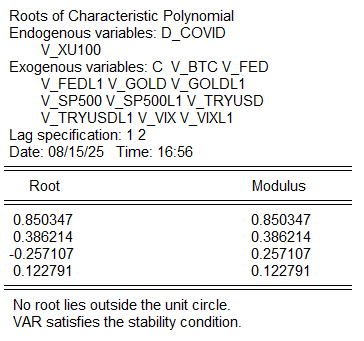 Roots of Characteristic Polynomial
Endogenous variables: D_COVID
V_XU100
Exogenous variables: C V_BTC V_FED
V_FEDL1 V_GOLD V_GOLDL1
V_SP500 V_SP500L1 V_TRYUSD
V_TRYUSDL1 V_VIX V_VIXL1
Lag specification: 1 2
Date: 08/15/25 Time: 16:56
Root Modulus
0.850347 0.850347
0.386214 0.386214
-0.257107 0.257107
0.122791 0.122791
No root lies outside the unit circle.
VAR satisfies the stability condition.